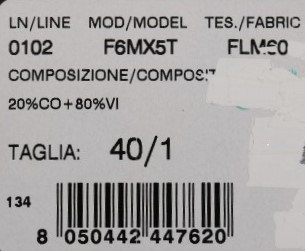 LN/LINE MOD/MODEL TES./FABRIC
0102 F6MX5T
COMPOSIZIONE/COMPOSIT
20%CO+80%VI
TAGLIA: 40/1
134
8 050442 447620